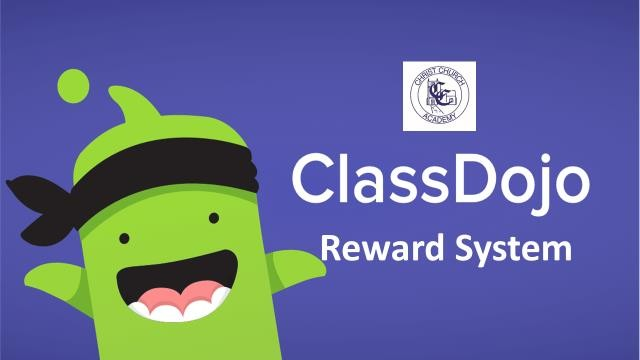 CHRIST CHURCH
ACADEMY
ClassDojo
Reward System